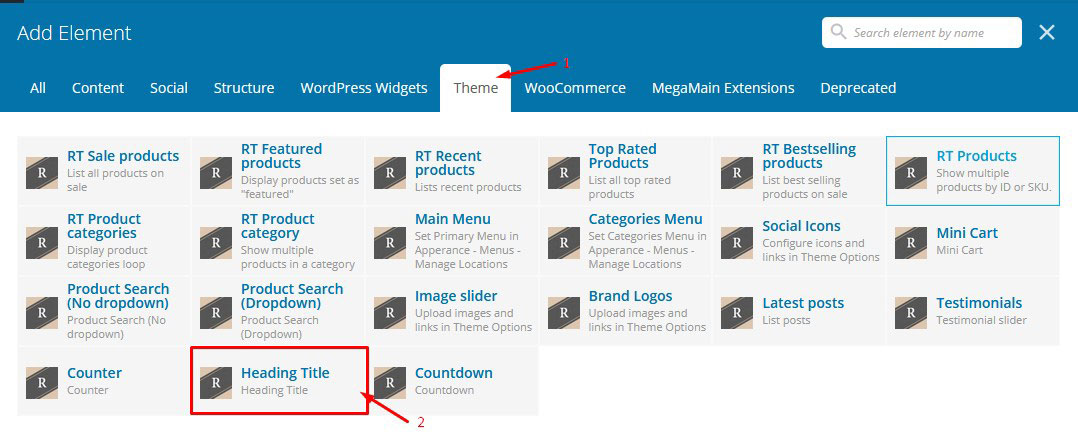 Add Element
Search element by name
1
All Content Social Structure WordPress Widgets Theme WooCommerce MegaMain Extensions Deprecated
R
RT Sale products
List all products on
sale
R
RT Featured
products
Display products set as
"featured"
R
RT Recent
products
Lists recent products
R
Top Rated
Products
List all top rated
products
R
RT Bestselling
products
List best selling
products on sale
R
RT Products
Show multiple
products by ID or SKU.
R
RT Product
categories
Display product
categories loop
R
RT Product
category
Show multiple
products in a category
R
Main Menu
Set Primary Menu in
Apperance - Menus -
Manage Locations
R
Categories Menu
Set Categories Menu in
Apperance - Menus -
Manage Locations
R
Social Icons
Configure icons and
links in Theme Options
R
Mini Cart
Mini Cart
R
Product Search
(No dropdown)
Product Search (No
dropdown)
R
Product Search
(Dropdown)
Product Search
(Dropdown)
R
Image slider
Upload images and
links in Theme Options
R
Brand Logos
Upload images and
links in Theme Options
R
Latest posts
List posts
R
Testimonials
Testimonial slider
R
Counter
Counter
R
Heading Title
Heading Title
R
Countdown
Countdown
2